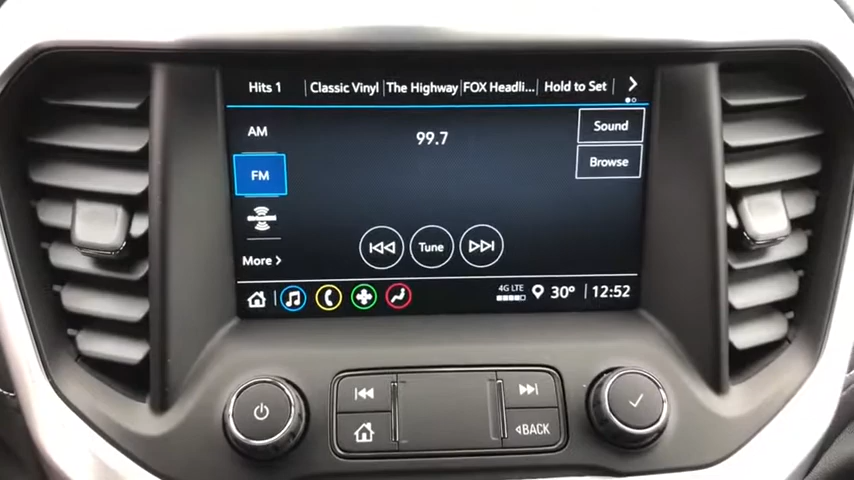 Hits 1 Classic Vinyl The Highway FOX Headli... Hold to Set
AM
99.7
Sound
FM
Browse
Tune
More
4G LTE 30° 12:52
BACK